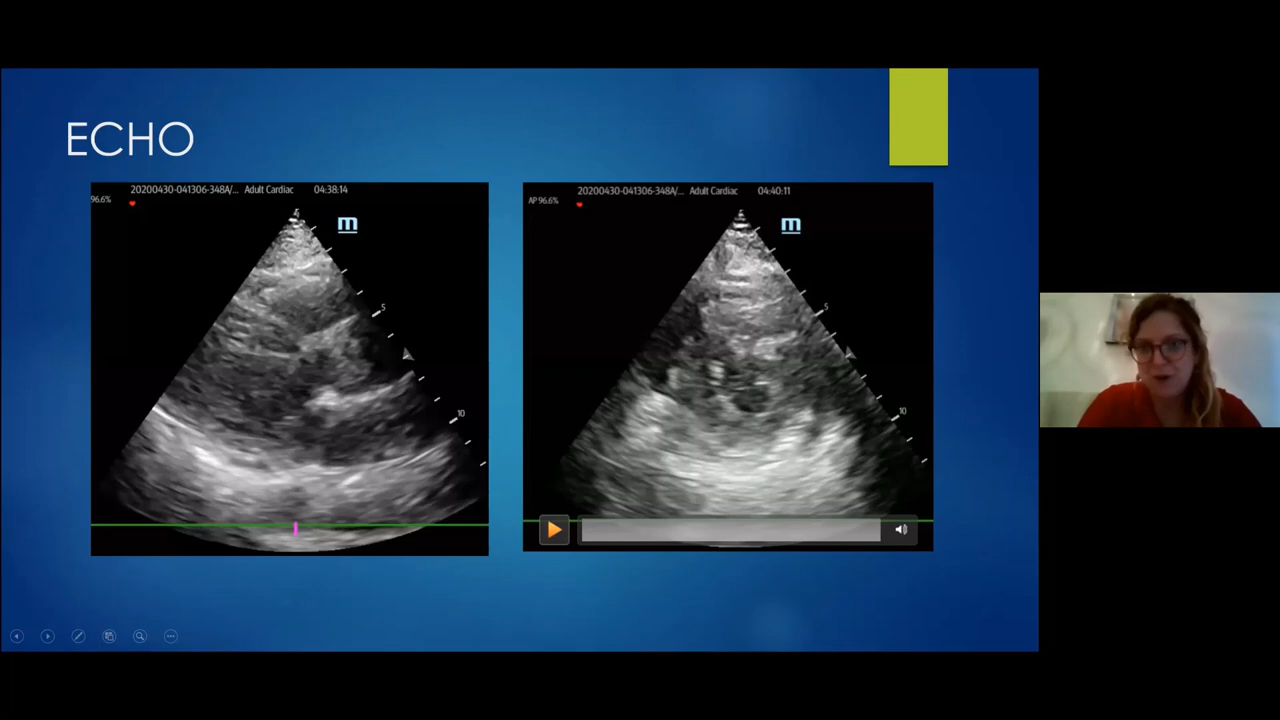 ECHO
20200430-041306-348A/... Adult Cardiac 04:38:14
96.6%
m
5
10
20200430-041306-348A/... Adult Cardiac 04:40:11
AP 96.6%
m
5
10